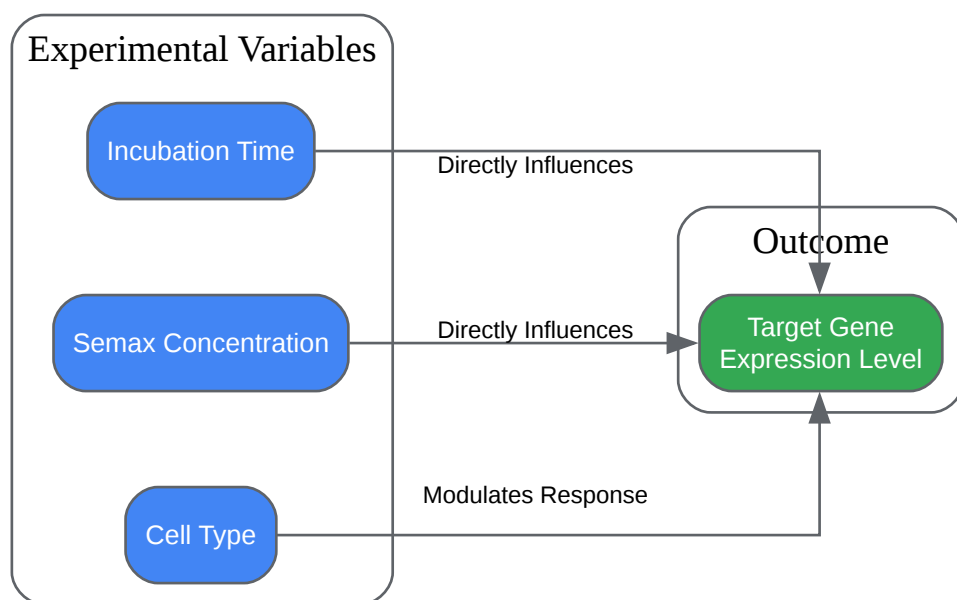 Experimental Variables
Incubation Time
Directly Influences
Outcome
Semax Concentration
Directly Influences
Target Gene
Expression Level
Modulates Response
Cell Type